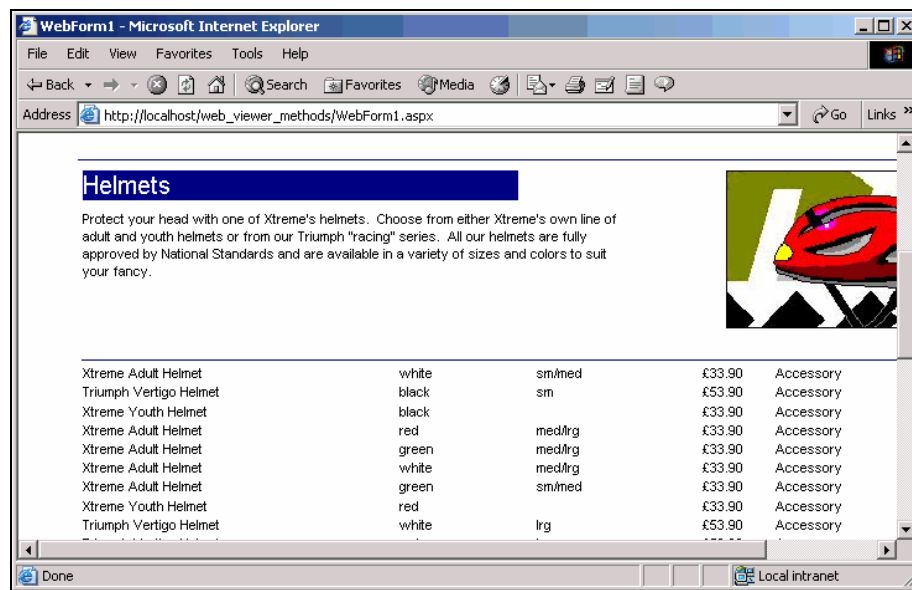 WebForm1 - Microsoft Internet Explorer
File Edit View Favorites Tools Help
Back Search Favorites Media
Address http://localhost/web_viewer_methods/WebForm1.aspx Go Links »
Helmets
Protect your head with one of Xtreme's helmets. Choose from either Xtreme's own line of
adult and youth helmets or from our Triumph "racing" series. All our helmets are fully
approved by National Standards and are available in a variety of sizes and colors to suit
your fancy.
Xtreme Adult Helmet white sm/med £33.90 Accessory
Triumph Vertigo Helmet black sm £53.90 Accessory
Xtreme Youth Helmet black £33.90 Accessory
Xtreme Adult Helmet red med/lrg £33.90 Accessory
Xtreme Adult Helmet green med/lrg £33.90 Accessory
Xtreme Adult Helmet white med/lrg £33.90 Accessory
Xtreme Adult Helmet green sm/med £33.90 Accessory
Xtreme Youth Helmet red £33.90 Accessory
Triumph Vertigo Helmet white lrg £53.90 Accessory
Done Local intranet